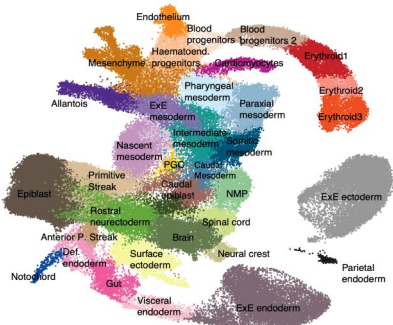 Endothelium
Blood
progenitors 1
Blood
progenitors 2
Haematoend.
progenitors
Mesenchyme
Cardiomyocytes
Erythroid1
Erythroid2
Erythroid3
Allantois
ExE
mesoderm
Pharyngeal
mesoderm
Paraxial
mesoderm
Intermediate
mesoderm
Somitic
mesoderm
Nascent
mesoderm
PGC
Caudal
Mesoderm
Caudal
epiblast
NMP
Primitive
Streak
Epiblast
ExE ectoderm
Rostral
neurectoderm
Spinal cord
Anterior P. Streak
Brain
Def.
endoderm
Surface
ectoderm
Neural crest
Notochord
Gut
Parietal
endoderm
Visceral
endoderm
ExE endoderm